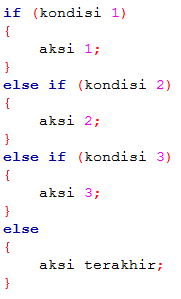 if (kondisi 1)
{
aksi 1;
}
else if (kondisi 2)
{
aksi 2;
}
else if (kondisi 3)
{
aksi 3;
}
else
{
aksi terakhir;
}